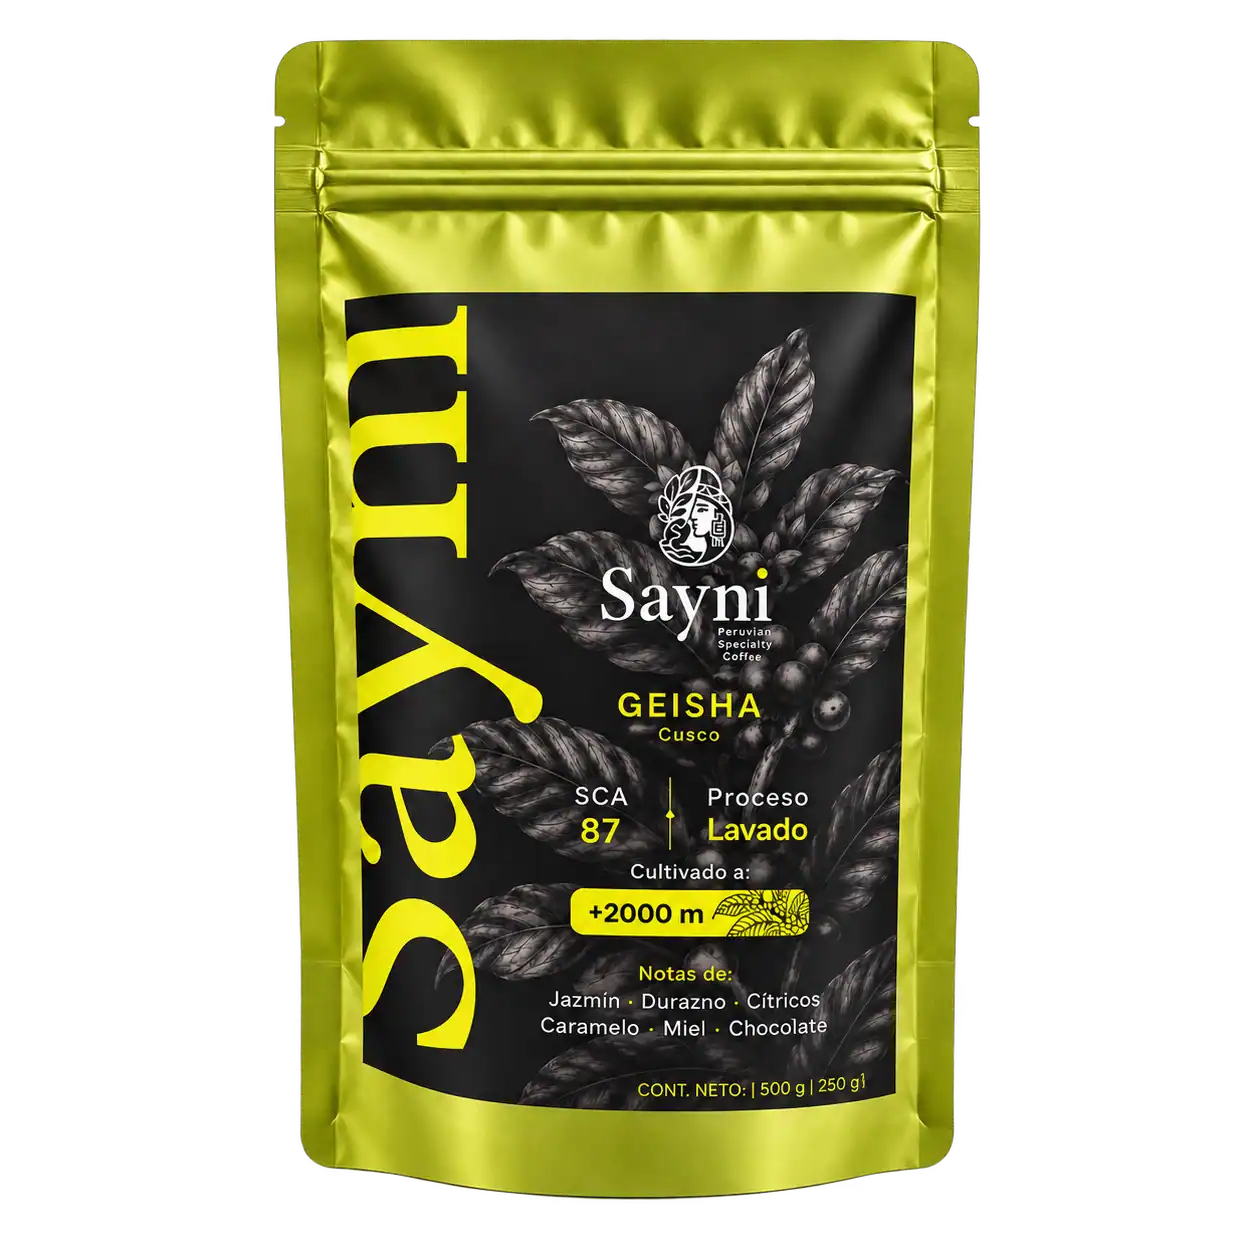 Sayni
Sayni
Peruvian
Specialty
Coffee
GEISHA
Cusco
SCA
87
Proceso
Lavado
Cultivado a:
+2000 m
Notas de:
Jazmín · Durazno · Cítricos
Caramelo · Miel · Chocolate
CONT. NETO: | 500 g | 250 g